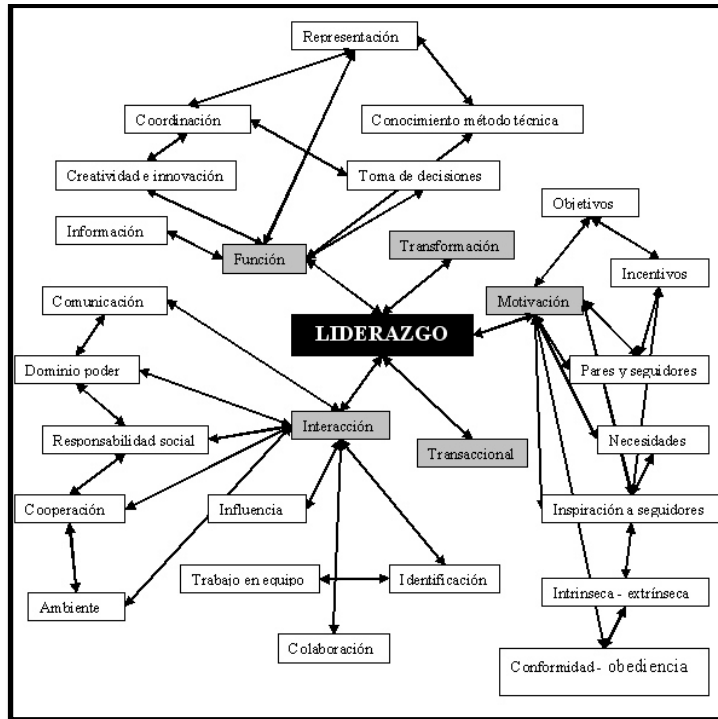 Representación
Coordinación
Conocimiento método técnica
Creatividad e innovación
Toma de decisiones
Objetivos
Información
Función
Transformación
Incentivos
Comunicación
Motivación
LIDERAZGO
Dominio poder
Pares y seguidores
Interacción
Responsabilidad social
Necesidades
Transaccional
Cooperación
Influencia
Inspiración a seguidores
Trabajo en equipo
Identificación
Ambiente
Intrinseca - extrínseca
Colaboración
Conformidad - obediencia